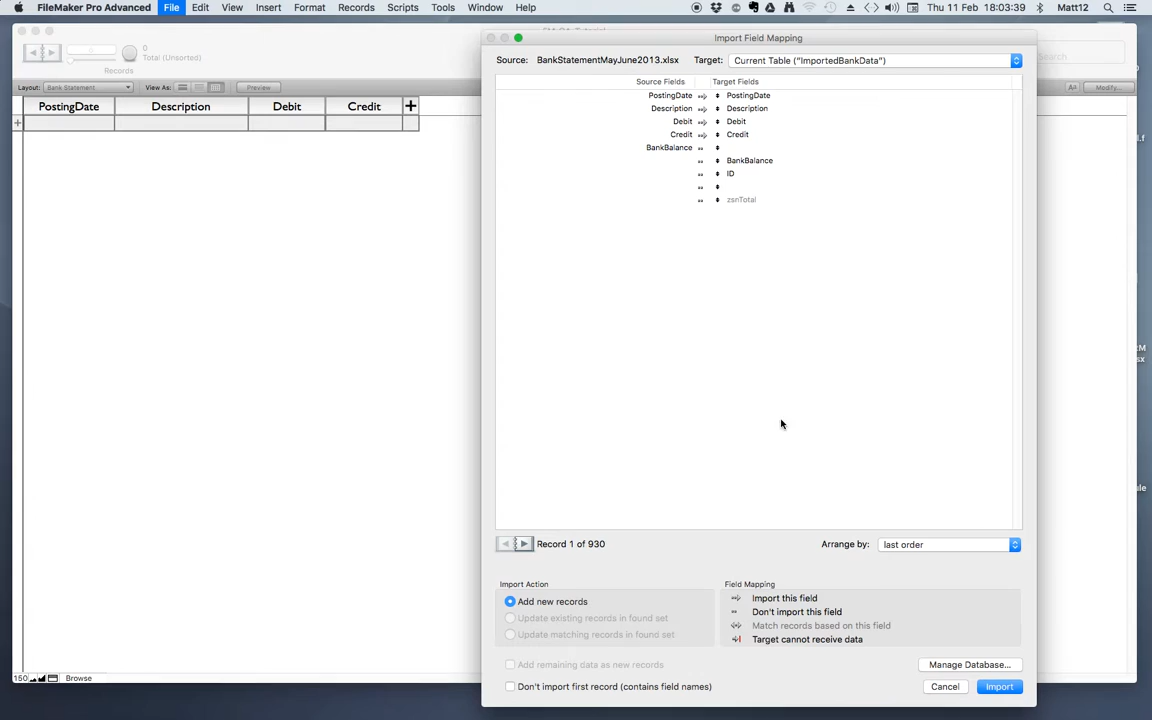 FileMaker Pro Advanced File Edit View Insert Format Records Scripts Tools Window Help Thu 11 Feb 18:03:39 Matt12
Import Field Mapping
0
Total (Unsorted)
Records
Search
Source: BankStatementMayJune2013.xlsx Target: Current Table ("ImportedBankData")
Layout: Bank Statement View As: Preview Aa Modify...
Source Fields Target Fields
PostingDate PostingDate
Description Description
Debit Debit
Credit Credit
BankBalance
BankBalance
ID
zsnTotal
PostingDate Description Debit Credit +
Record 1 of 930 Arrange by: last order
Import Action Field Mapping
Add new records Import this field
Update existing records in found set Don't import this field
Update matching records in found set Match records based on this field
Target cannot receive data
Add remaining data as new records Manage Database...
Don't import first record (contains field names) Cancel Import
150 Browse